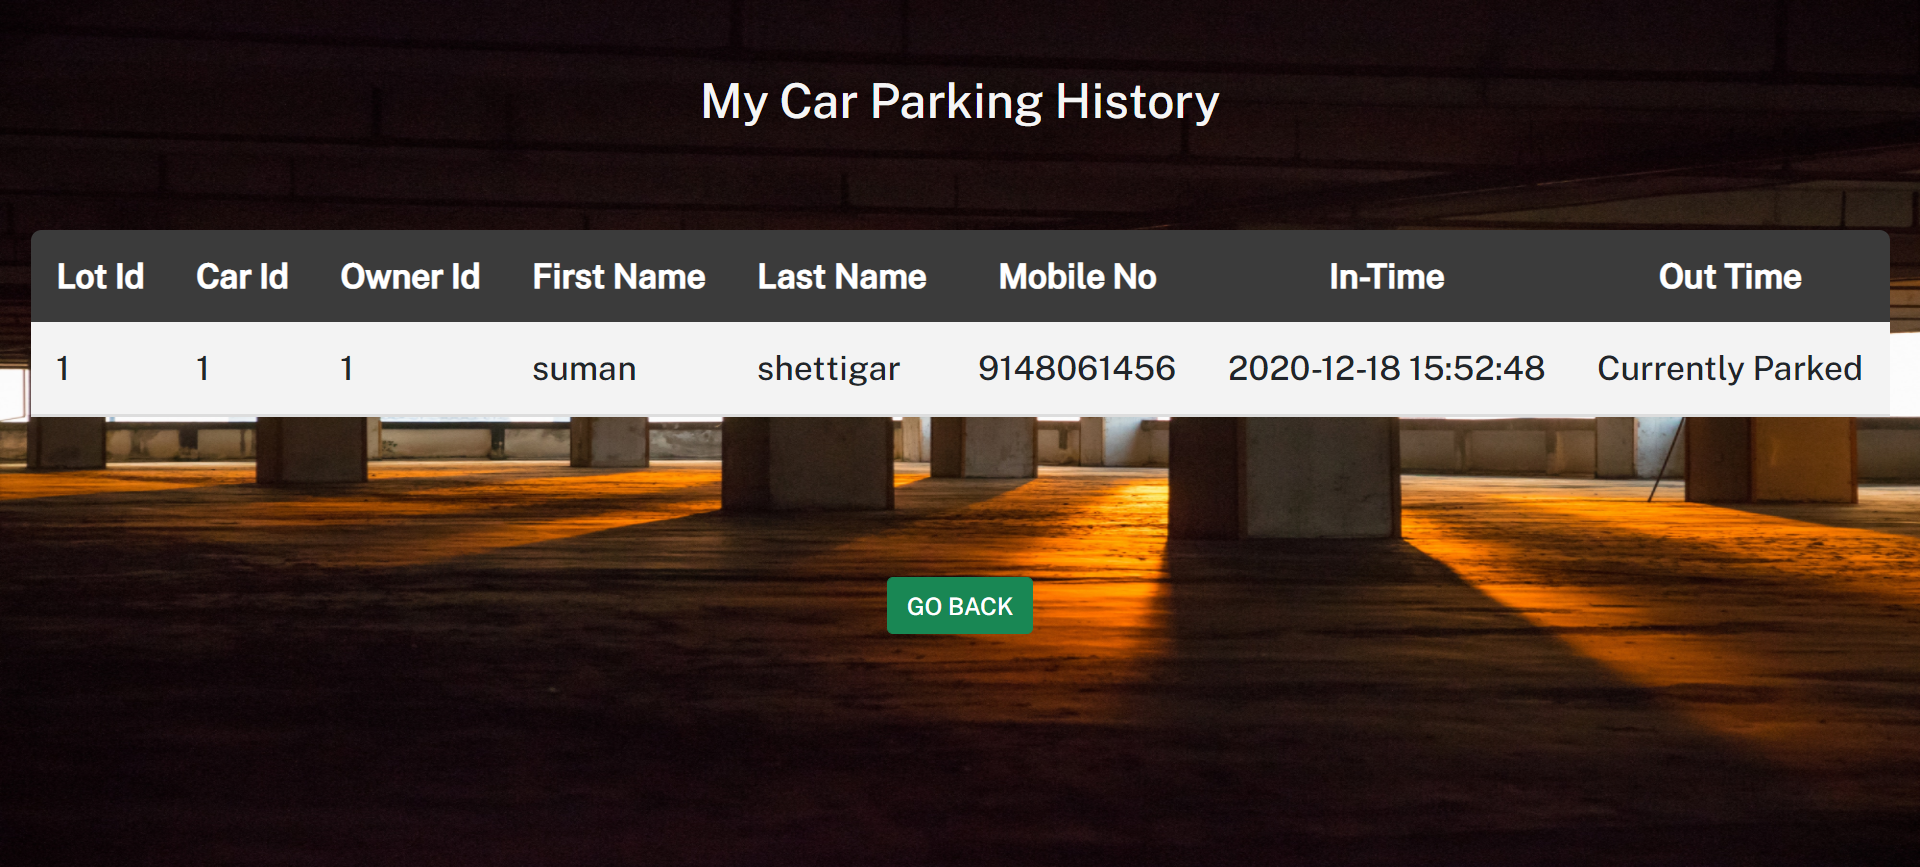 My Car Parking History
Lot Id Car Id Owner Id First Name Last Name Mobile No In-Time Out Time
1 1 1 suman shettigar 9148061456 2020-12-18 15:52:48 Currently Parked
GO BACK